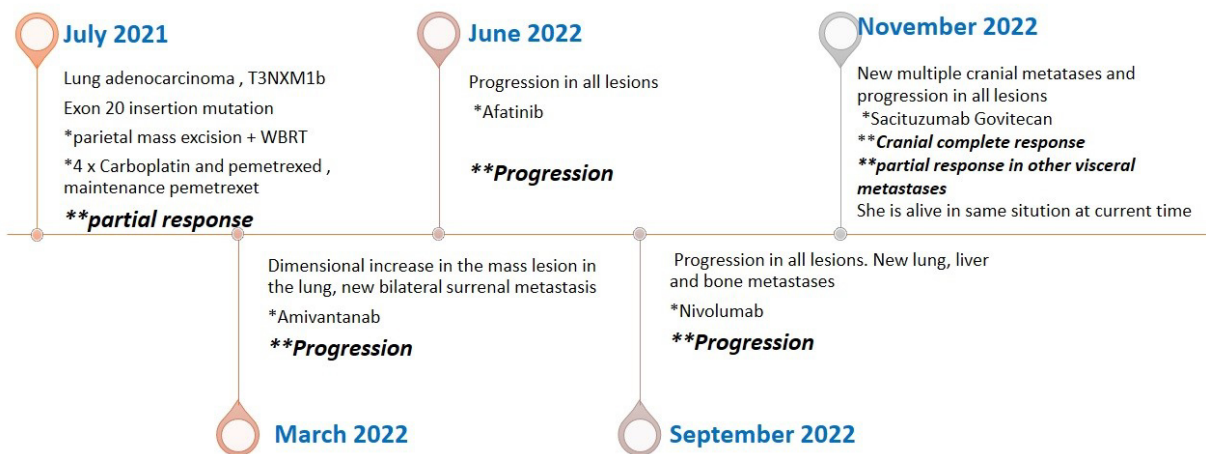 July 2021
Lung adenocarcinoma , T3NXM1b
Exon 20 insertion mutation
*parietal mass excision + WBRT
*4 x Carboplatin and pemetrexed ,
maintenance pemetrexet
**partial response
March 2022
Dimensional increase in the mass lesion in
the lung, new bilateral surrenal metastasis
*Amivantanab
**Progression
June 2022
Progression in all lesions
*Afatinib
**Progression
September 2022
Progression in all lesions. New lung, liver
and bone metastases
*Nivolumab
**Progression
November 2022
New multiple cranial metatases and
progression in all lesions
*Sacituzumab Govitecan
**Cranial complete response
**partial response in other visceral
metastases
She is alive in same sitution at current time